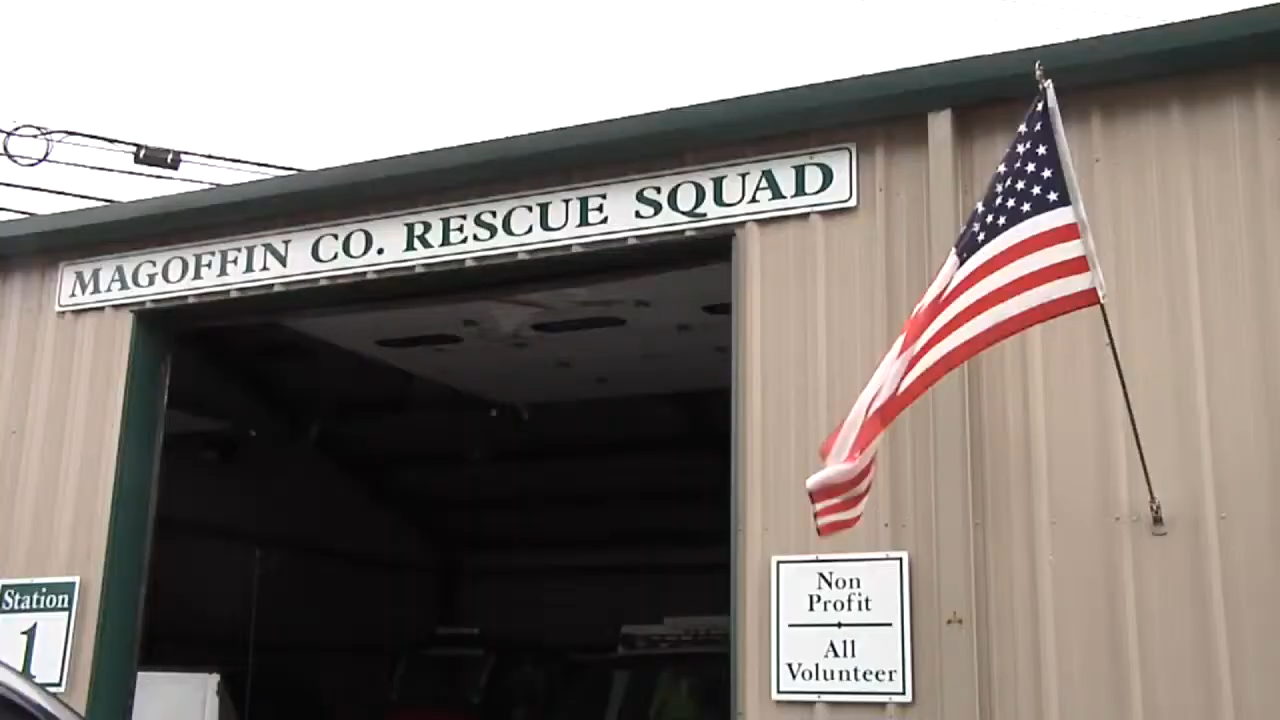 MAGOFFIN CO. RESCUE SQUAD
Station
1
Non
Profit
All
Volunteer